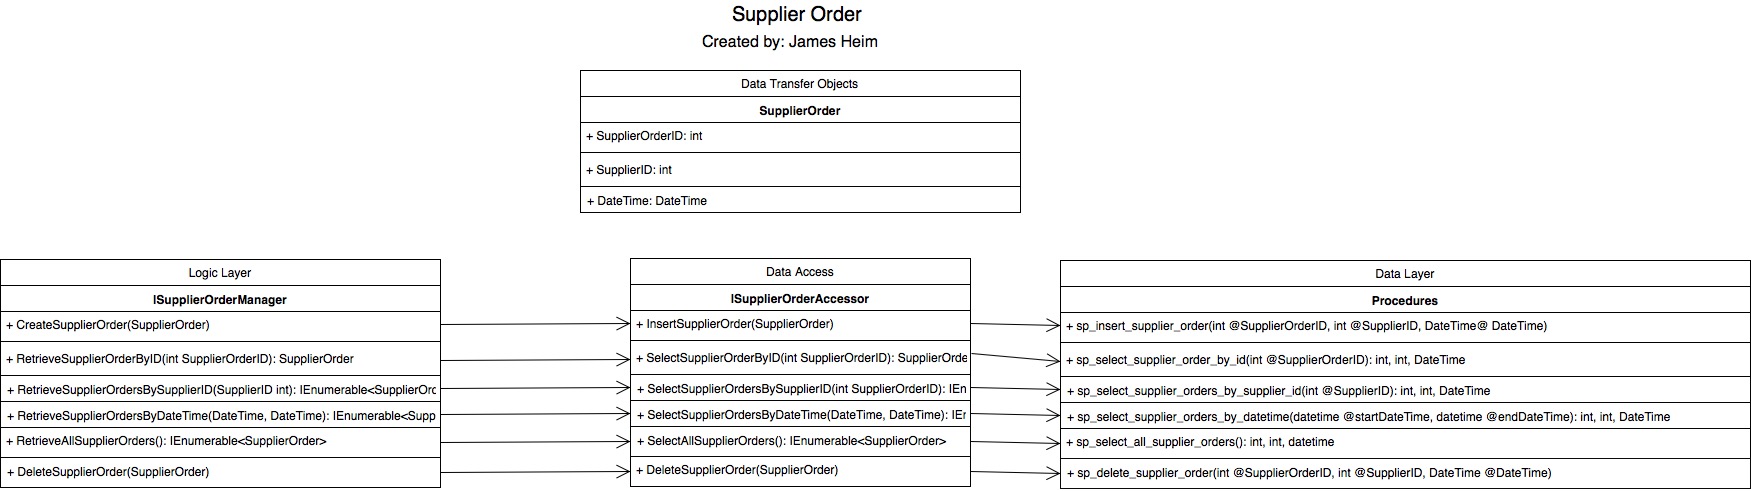 Supplier Order
Created by: James Heim
Data Transfer Objects
SupplierOrder
+ SupplierOrderID: int
+ SupplierID: int
+ DateTime: DateTime
Logic Layer
ISupplierOrderManager
+ CreateSupplierOrder(SupplierOrder)
+ RetrieveSupplierOrderByID(int SupplierOrderID): SupplierOrder
+ RetrieveSupplierOrdersBySupplierID(SupplierID int): IEnumerable<SupplierOrc
+ RetrieveSupplierOrdersByDateTime(DateTime, DateTime): IEnumerable<Supp
+ RetrieveAllSupplierOrders(): IEnumerable<SupplierOrder>
+ DeleteSupplierOrder(SupplierOrder)
Data Access
ISupplierOrderAccessor
+ InsertSupplierOrder(SupplierOrder)
+ SelectSupplierOrderByID(int SupplierOrderID): SupplierOrde
+ SelectSupplierOrdersBySupplierID(int SupplierOrderID): IEn
+ SelectSupplierOrdersByDateTime(DateTime, DateTime): IEr
+ SelectAllSupplierOrders(): IEnumerable<SupplierOrder>
+ DeleteSupplierOrder(SupplierOrder)
Data Layer
Procedures
+ sp_insert_supplier_order(int @SupplierOrderID, int @SupplierID, DateTime@ DateTime)
+ sp_select_supplier_order_by_id(int @SupplierOrderID): int, int, DateTime
+ sp_select_supplier_orders_by_supplier_id(int @SupplierID): int, int, DateTime
+ sp_select_supplier_orders_by_datetime(datetime @startDateTime, datetime @endDateTime): int, int, DateTime
+ sp_select_all_supplier_orders(): int, int, datetime
+ sp_delete_supplier_order(int @SupplierOrderID, int @SupplierID, DateTime @DateTime)